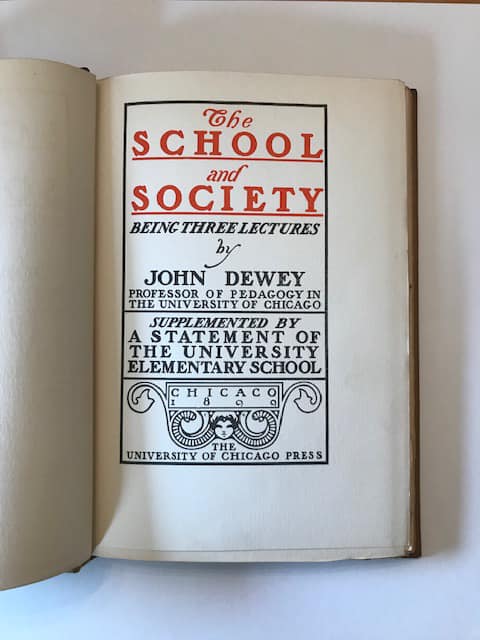 The
SCHOOL
and
SOCIETY
BEING THREE LECTURES
by
JOHN DEWEY
PROFESSOR OF PEDAGOGY IN
THE UNIVERSITY OF CHICAGO
SUPPLEMENTED BY
A STATEMENT OF
THE UNIVERSITY
ELEMENTARY SCHOOL
CHICAGO
1899
THE
UNIVERSITY OF CHICAGO PRESS